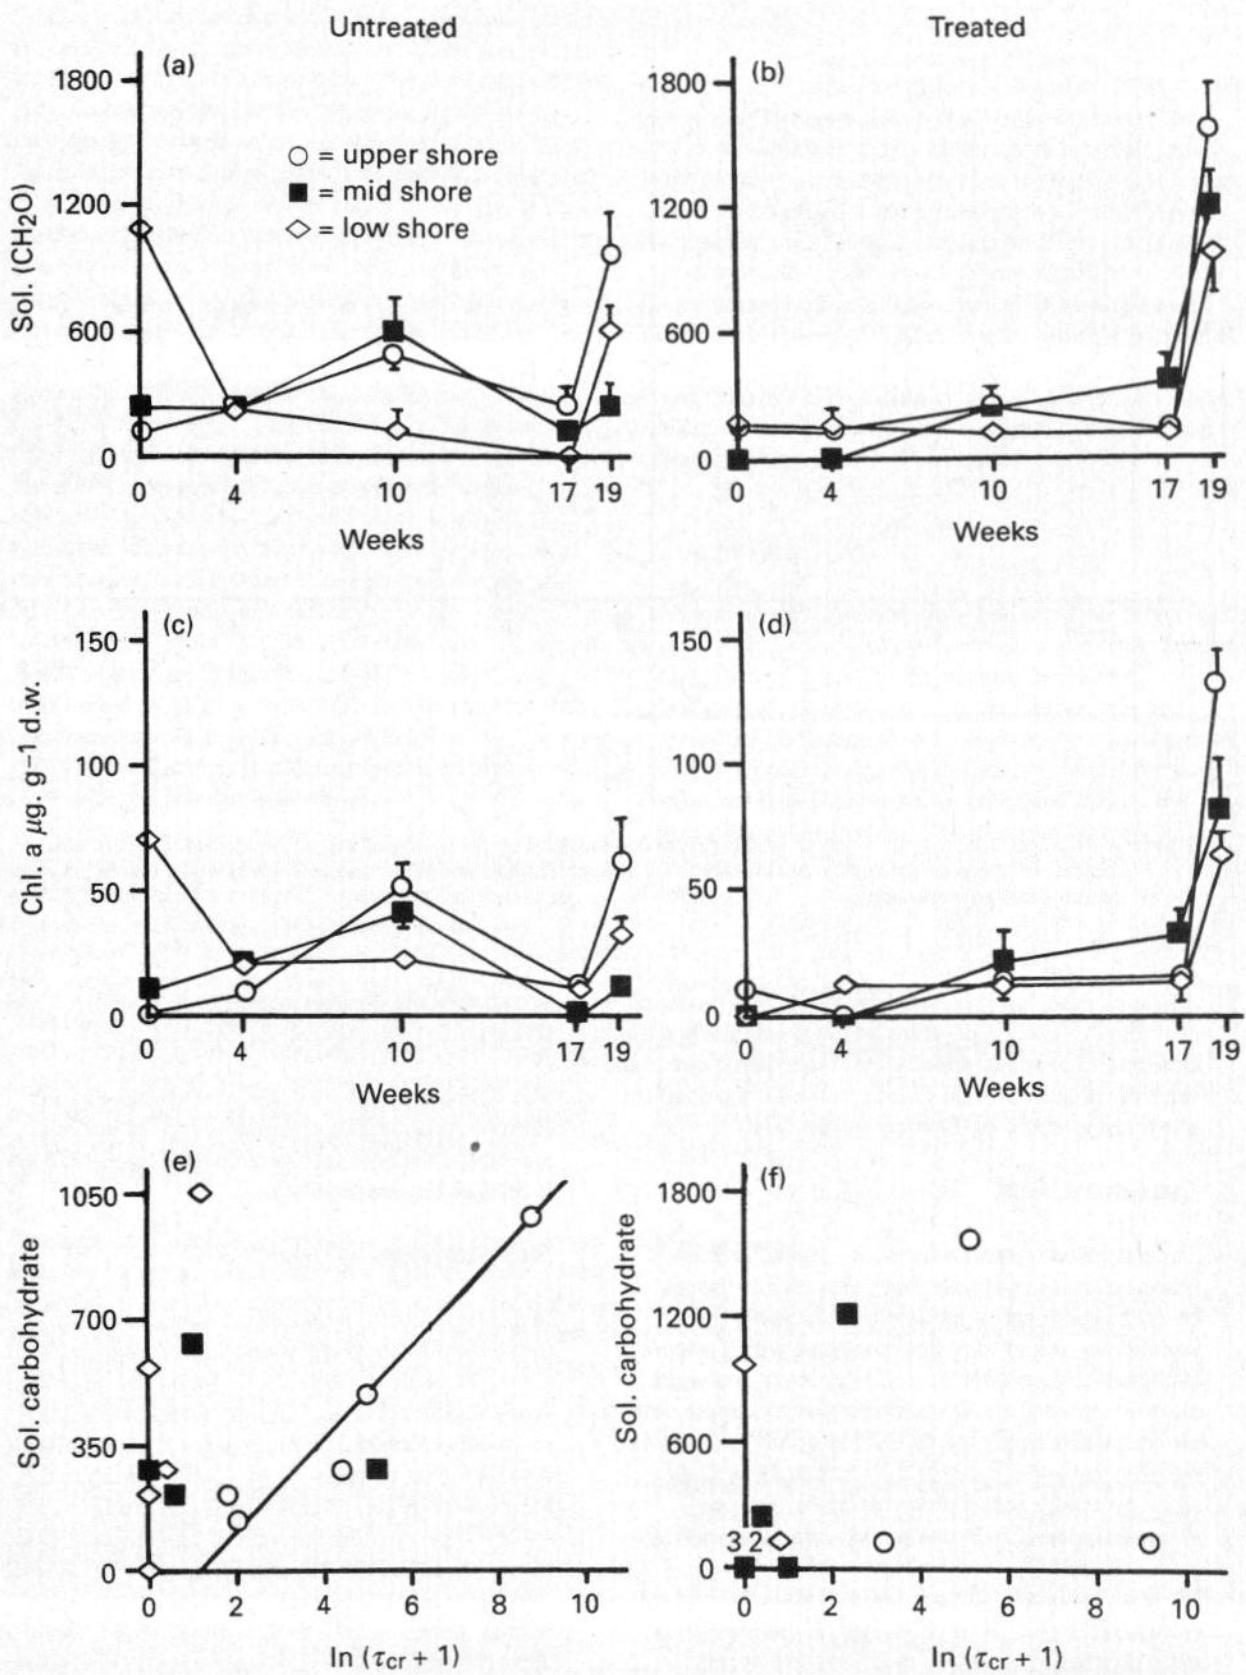 Untreated
Treated
(a)
(b)
Sol. (CH2O)
1800
1200
600
0
○ = upper shore
■ = mid shore
◇ = low shore
0 4 10 17 19
Weeks
1800
1200
600
0
0 4 10 17 19
Weeks
(c)
(d)
Chl. a μg. g–1 d.w.
150
100
50
0
0 4 10 17 19
Weeks
150
100
50
0
0 4 10 17 19
Weeks
(e)
(f)
Sol. carbohydrate
1050
700
350
0
0 2 4 6 8 10
ln (τcr + 1)
Sol. carbohydrate
1800
1200
600
0
3 2
0 2 4 6 8 10
ln (τcr + 1)